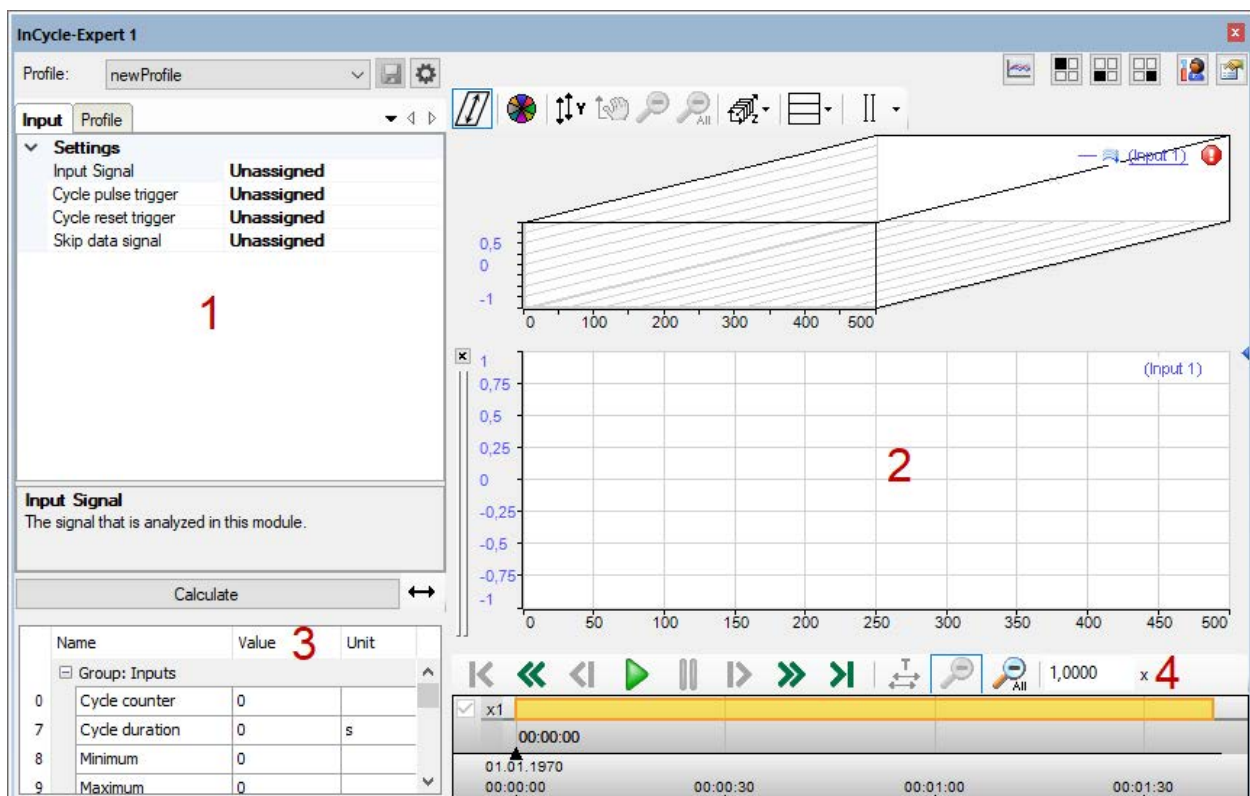 InCycle-Expert 1
Profile: newProfile
Input Profile
Settings
Input Signal Unassigned
Cycle pulse trigger Unassigned
Cycle reset trigger Unassigned
Skip data signal Unassigned
1
Input Signal
The signal that is analyzed in this module.
Calculate
Name Value 3 Unit
Group: Inputs
0 Cycle counter 0
7 Cycle duration 0 s
8 Minimum 0
9 Maximum 0
Y All Z
(Input 1)
0,5
0
-1
0 100 200 300 400 500
1
0,75
0,5
0,25
0
-0,25
-0,5
-0,75
-1
(Input 1)
2
0 50 100 150 200 250 300 350 400 450 500
T All 1,0000 x 4
x1
00:00:00
01.01.1970
00:00:00 00:00:30 00:01:00 00:01:30